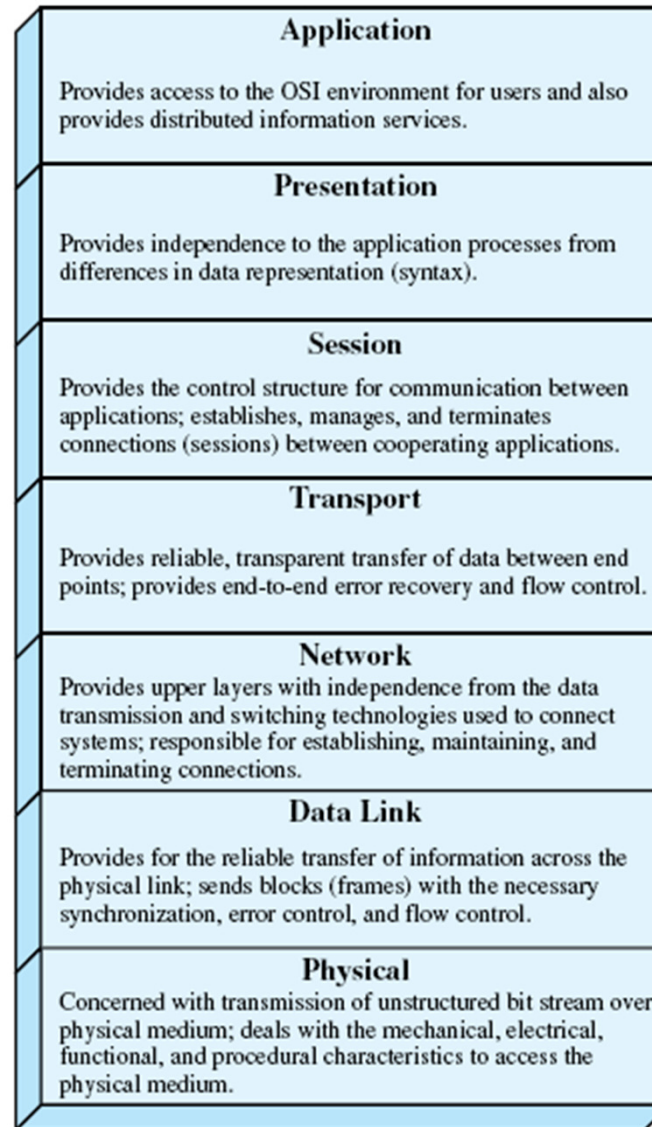 Application
Provides access to the OSI environment for users and also
provides distributed information services.
Presentation
Provides independence to the application processes from
differences in data representation (syntax).
Session
Provides the control structure for communication between
applications; establishes, manages, and terminates
connections (sessions) between cooperating applications.
Transport
Provides reliable, transparent transfer of data between end
points; provides end-to-end error recovery and flow control.
Network
Provides upper layers with independence from the data
transmission and switching technologies used to connect
systems; responsible for establishing, maintaining, and
terminating connections.
Data Link
Provides for the reliable transfer of information across the
physical link; sends blocks (frames) with the necessary
synchronization, error control, and flow control.
Physical
Concerned with transmission of unstructured bit stream over
physical medium; deals with the mechanical, electrical,
functional, and procedural characteristics to access the
physical medium.